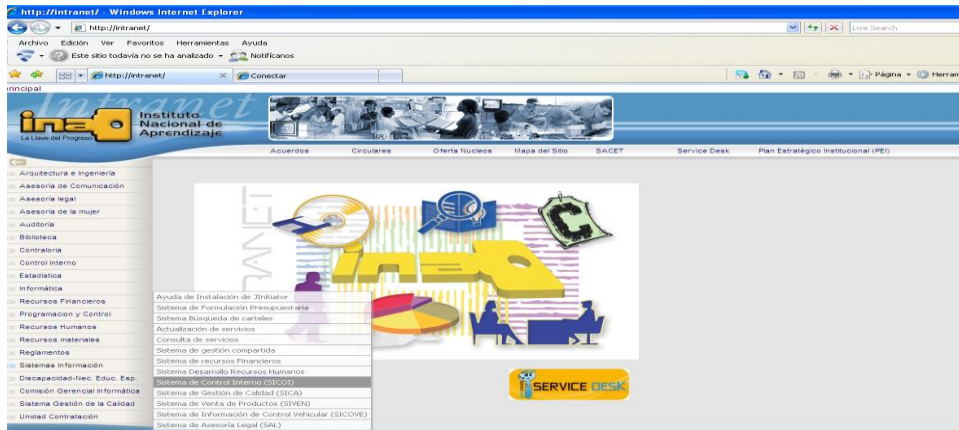 http://intranet/ - Windows Internet Explorer
http://intranet/
Live Search
Archivo Edición Ver Favoritos Herramientas Ayuda
Este sitio todavía no se ha analizado
Notifícanos
http://intranet/
Conectar
Página
Herram
rincipal
Intranet
ina
Instituto
Nacional de
Aprendizaje
La Llave del Progreso
Acuerdos Circulares Oferta Nucleos Mapa del Sitio SACET Service Desk Plan Estratégico Institucional (PEI)
Arquitectura e Ingeniería
Asesoría de Comunicación
Asesoría legal
Asesoría de la mujer
Auditoría
Biblioteca
Contraloria
Control Interno
Estadistica
Informática
Recursos Financieros
Programacion y Control
Recursos Humanos
Recursos materiales
Reglamentos
Sistemas Información
Discapacidad-Nec. Educ. Esp.
Comisión Gerencial Informática
Sistema Gestión de la Calidad
Unidad Contratación
Ayuda de Instalación de JInitiator
Sistema de Formulación Presupuestaria
Sistema Búsqueda de carteles
Actualización de servicios
Consulta de servicios
Sistema de gestión compartida
Sistema de recursos Financieros
Sistema Desarrollo Recursos Humanos
Sistema de Control Interno (SICOI)
Sistema de Gestión de Calidad (SICA)
Sistema de Venta de Productos (SIVEN)
Sistema de Información de Control Vehicular (SICOVE)
Sistema de Asesoría Legal (SAL)
ina
SERVICE DESK